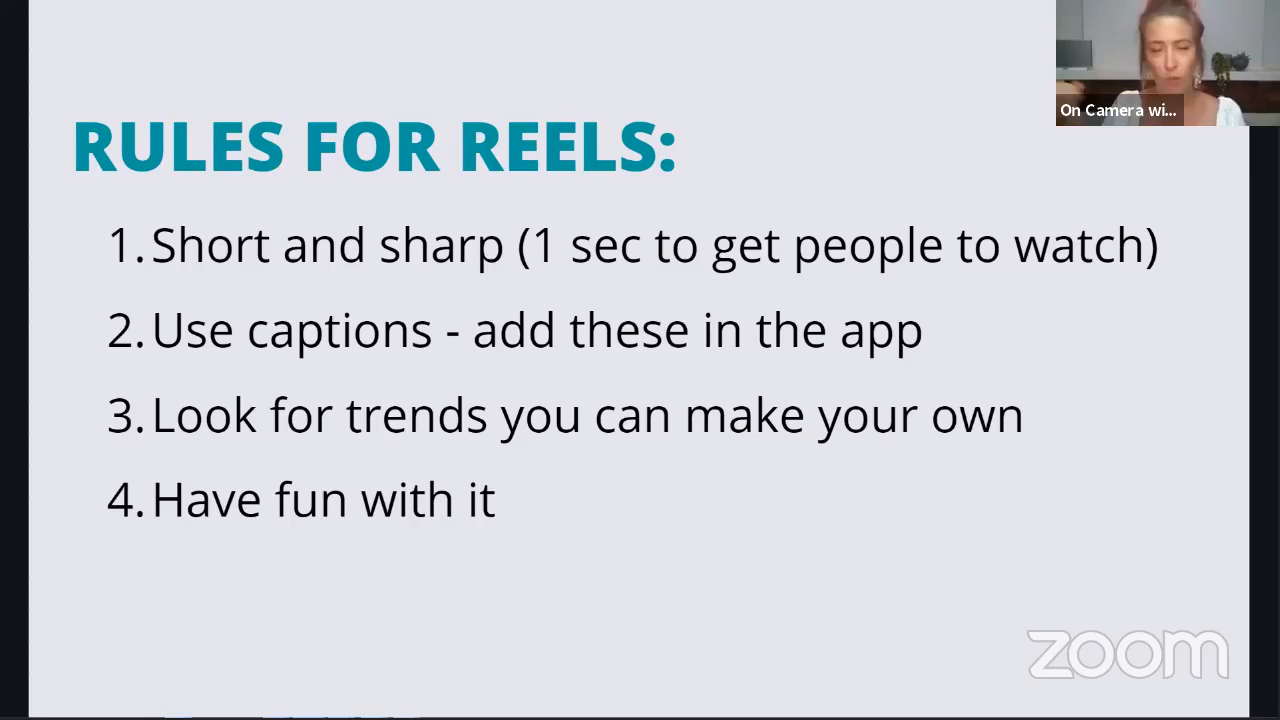 On Camera wi...
RULES FOR REELS:
1. Short and sharp (1 sec to get people to watch)
2. Use captions - add these in the app
3. Look for trends you can make your own
4. Have fun with it
zoom